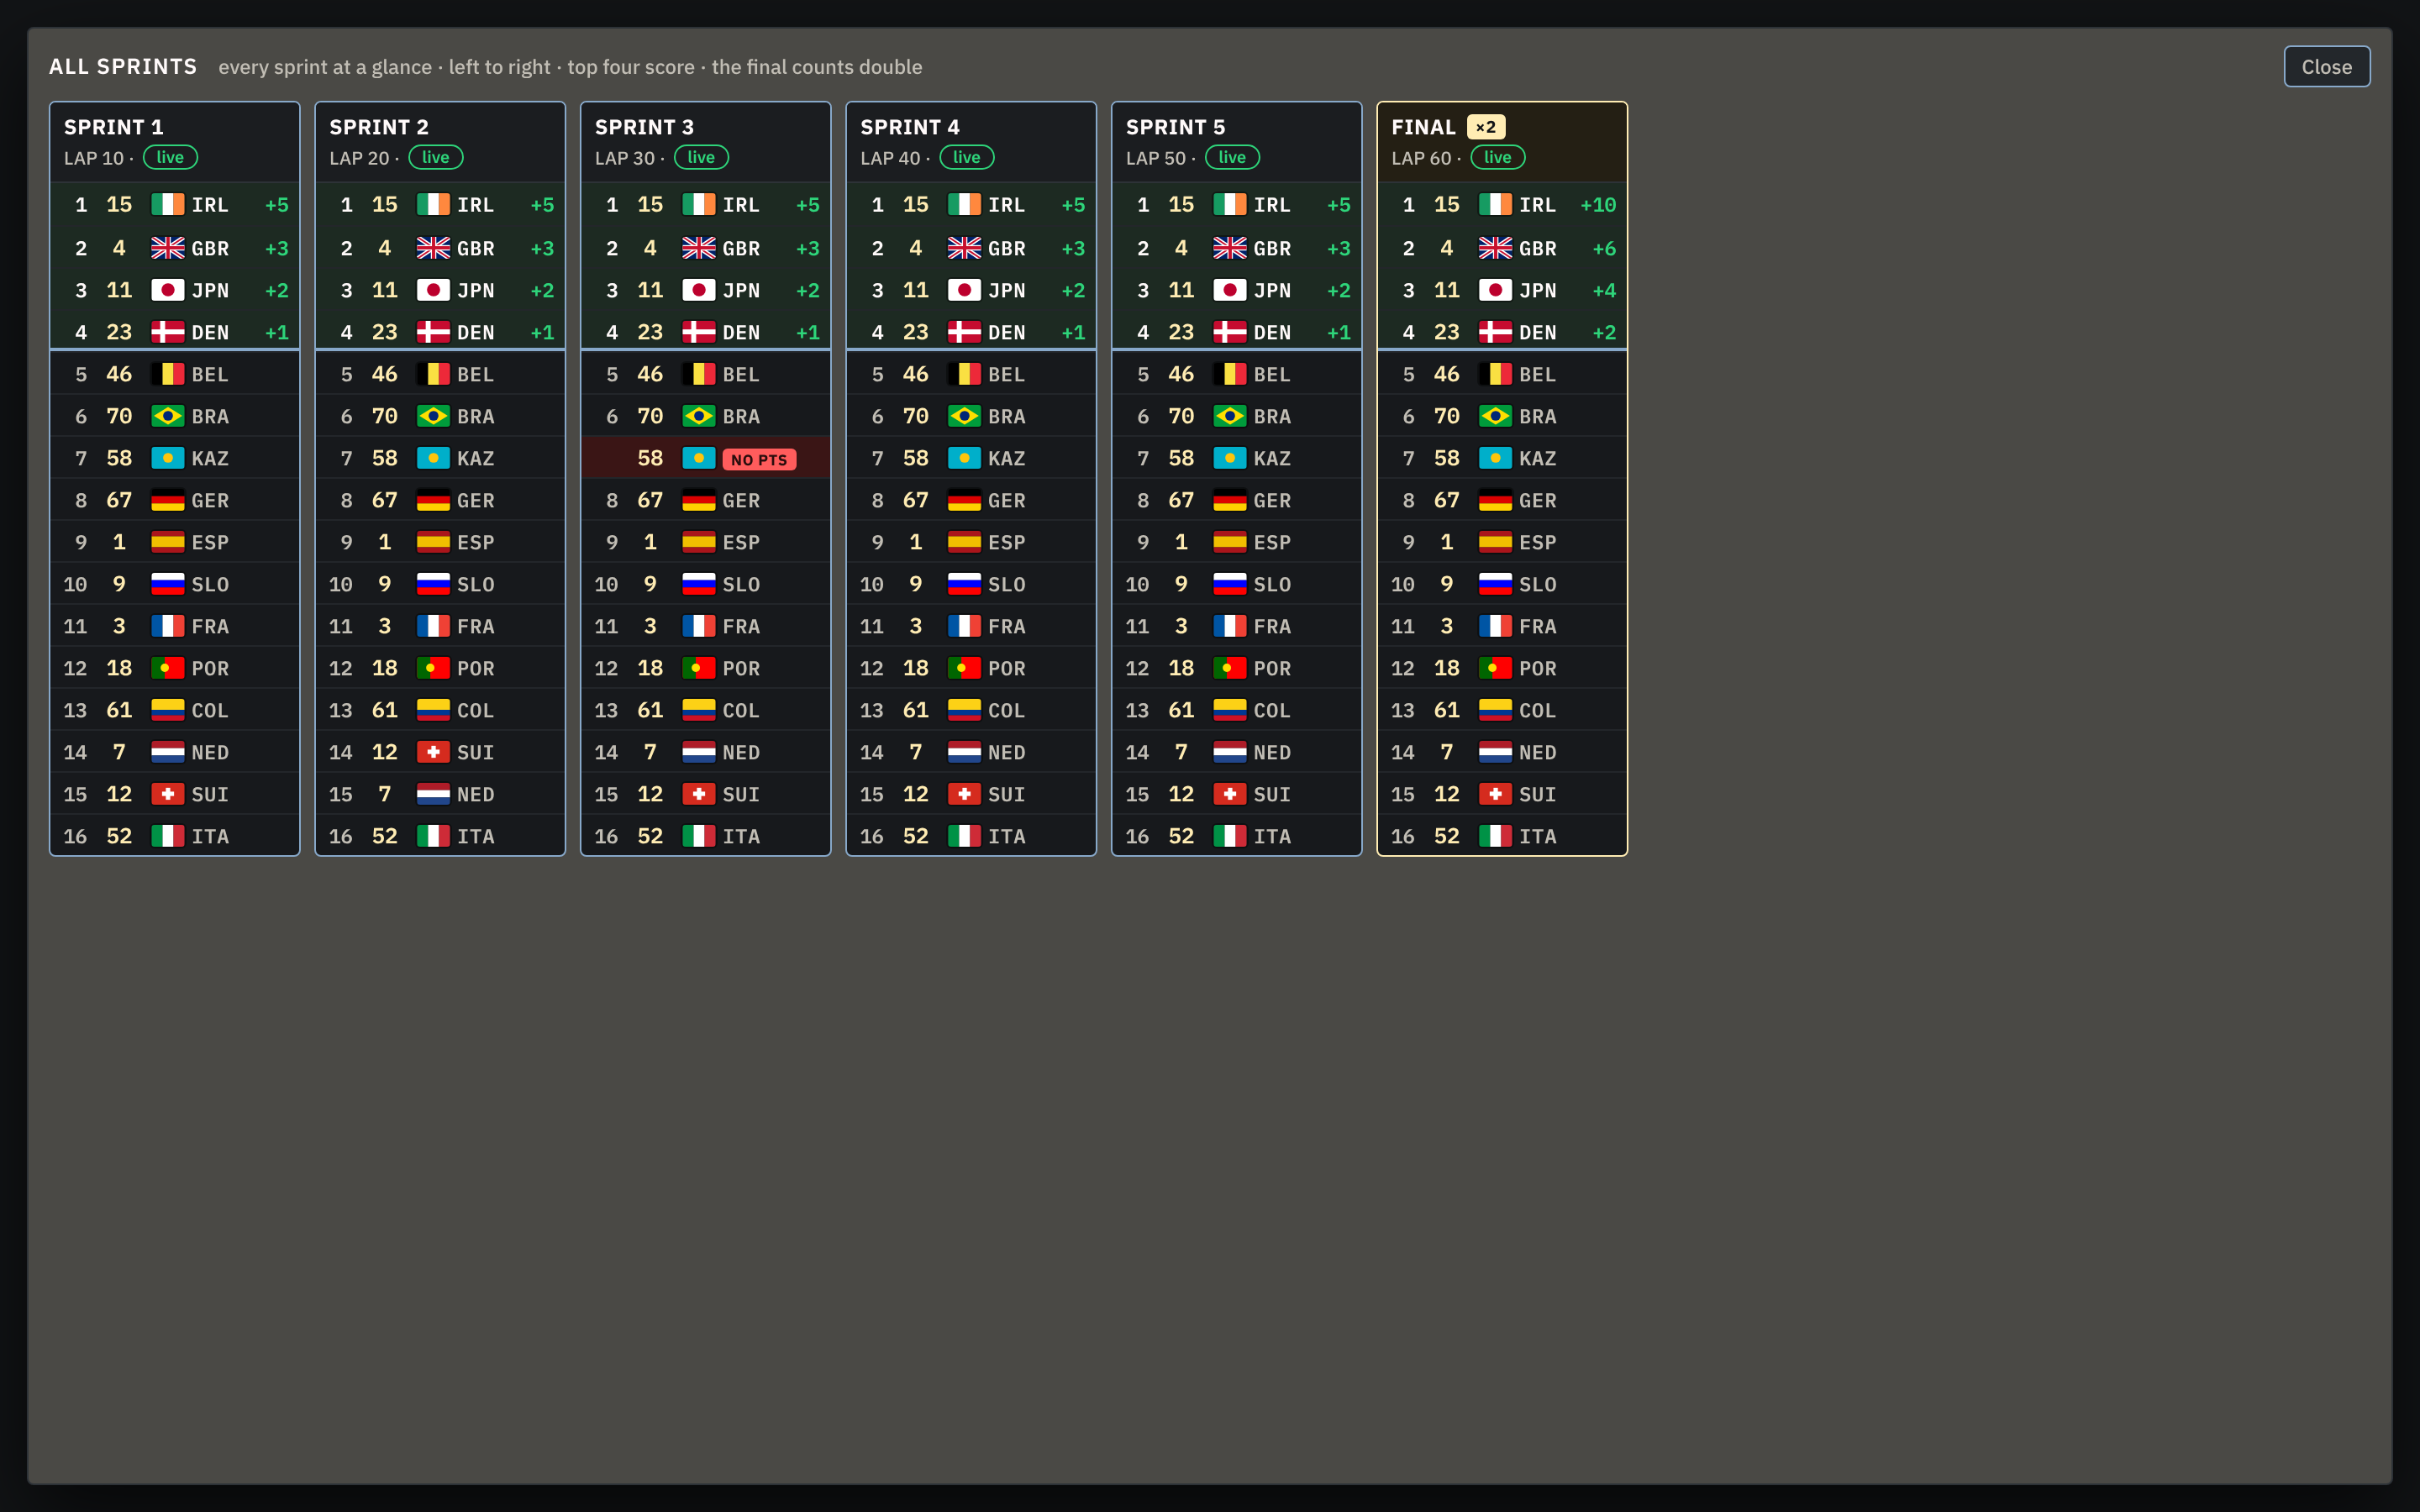 ALL SPRINTS every sprint at a glance · left to right · top four score · the final counts double
Close
SPRINT 1
LAP 10 · live
1 15 IRL +5
2 4 GBR +3
3 11 JPN +2
4 23 DEN +1
5 46 BEL
6 70 BRA
7 58 KAZ
8 67 GER
9 1 ESP
10 9 SLO
11 3 FRA
12 18 POR
13 61 COL
14 7 NED
15 12 SUI
16 52 ITA
SPRINT 2
LAP 20 · live
1 15 IRL +5
2 4 GBR +3
3 11 JPN +2
4 23 DEN +1
5 46 BEL
6 70 BRA
7 58 KAZ
8 67 GER
9 1 ESP
10 9 SLO
11 3 FRA
12 18 POR
13 61 COL
14 12 SUI
15 7 NED
16 52 ITA
SPRINT 3
LAP 30 · live
1 15 IRL +5
2 4 GBR +3
3 11 JPN +2
4 23 DEN +1
5 46 BEL
6 70 BRA
58 NO PTS
8 67 GER
9 1 ESP
10 9 SLO
11 3 FRA
12 18 POR
13 61 COL
14 7 NED
15 12 SUI
16 52 ITA
SPRINT 4
LAP 40 · live
1 15 IRL +5
2 4 GBR +3
3 11 JPN +2
4 23 DEN +1
5 46 BEL
6 70 BRA
7 58 KAZ
8 67 GER
9 1 ESP
10 9 SLO
11 3 FRA
12 18 POR
13 61 COL
14 7 NED
15 12 SUI
16 52 ITA
SPRINT 5
LAP 50 · live
1 15 IRL +5
2 4 GBR +3
3 11 JPN +2
4 23 DEN +1
5 46 BEL
6 70 BRA
7 58 KAZ
8 67 GER
9 1 ESP
10 9 SLO
11 3 FRA
12 18 POR
13 61 COL
14 7 NED
15 12 SUI
16 52 ITA
FINAL ×2
LAP 60 · live
1 15 IRL +10
2 4 GBR +6
3 11 JPN +4
4 23 DEN +2
5 46 BEL
6 70 BRA
7 58 KAZ
8 67 GER
9 1 ESP
10 9 SLO
11 3 FRA
12 18 POR
13 61 COL
14 7 NED
15 12 SUI
16 52 ITA